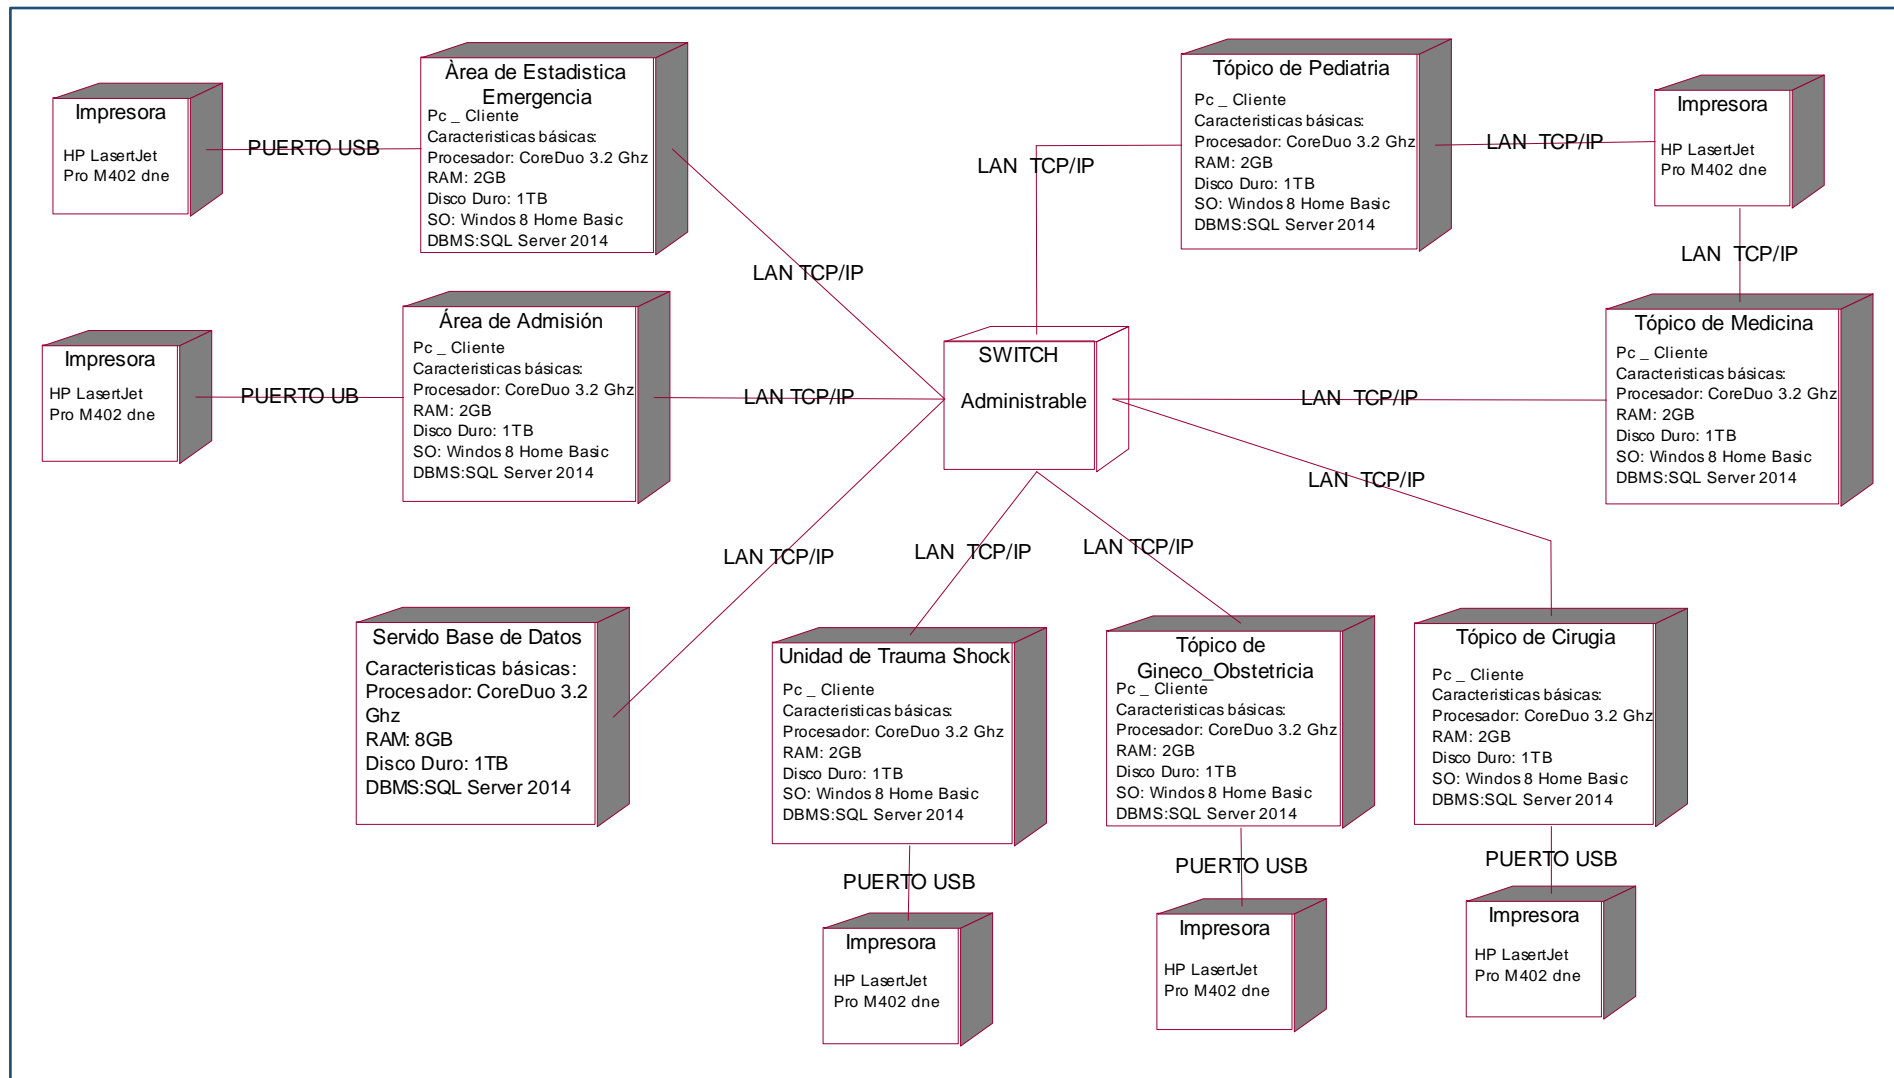 Àrea de Estadistica
Emergencia
Pc _ Cliente
Caracteristicas básicas:
Procesador: CoreDuo 3.2 Ghz
RAM: 2GB
Disco Duro: 1TB
SO: Windos 8 Home Basic
DBMS:SQL Server 2014
Impresora
HP LasertJet
Pro M402 dne
PUERTO USB
LAN TCP/IP
Tópico de Pediatria
Pc _ Cliente
Caracteristicas básicas:
Procesador: CoreDuo 3.2 Ghz
RAM: 2GB
Disco Duro: 1TB
SO: Windos 8 Home Basic
DBMS:SQL Server 2014
LAN TCP/IP
LAN TCP/IP
Impresora
HP LasertJet
Pro M402 dne
LAN TCP/IP
Impresora
HP LasertJet
Pro M402 dne
PUERTO UB
Área de Admisión
Pc _ Cliente
Caracteristicas básicas:
Procesador: CoreDuo 3.2 Ghz
RAM: 2GB
Disco Duro: 1TB
SO: Windos 8 Home Basic
DBMS:SQL Server 2014
LAN TCP/IP
SWITCH
Administrable
LAN TCP/IP
Tópico de Medicina
Pc _ Cliente
Caracteristicas básicas:
Procesador: CoreDuo 3.2 Ghz
RAM: 2GB
Disco Duro: 1TB
SO: Windos 8 Home Basic
DBMS:SQL Server 2014
LAN TCP/IP
LAN TCP/IP
LAN TCP/IP
LAN TCP/IP
Servido Base de Datos
Caracteristicas básicas:
Procesador: CoreDuo 3.2
Ghz
RAM: 8GB
Disco Duro: 1TB
DBMS:SQL Server 2014
Unidad de Trauma Shock
Pc _ Cliente
Caracteristicas básicas:
Procesador: CoreDuo 3.2 Ghz
RAM: 2GB
Disco Duro: 1TB
SO: Windos 8 Home Basic
DBMS:SQL Server 2014
PUERTO USB
Impresora
HP LasertJet
Pro M402 dne
Tópico de
Gineco_Obstetricia
Pc _ Cliente
Caracteristicas básicas:
Procesador: CoreDuo 3.2 Ghz
RAM: 2GB
Disco Duro: 1TB
SO: Windos 8 Home Basic
DBMS:SQL Server 2014
PUERTO USB
Impresora
HP LasertJet
Pro M402 dne
Tópico de Cirugia
Pc _ Cliente
Caracteristicas básicas:
Procesador: CoreDuo 3.2 Ghz
RAM: 2GB
Disco Duro: 1TB
SO: Windos 8 Home Basic
DBMS:SQL Server 2014
PUERTO USB
Impresora
HP LasertJet
Pro M402 dne